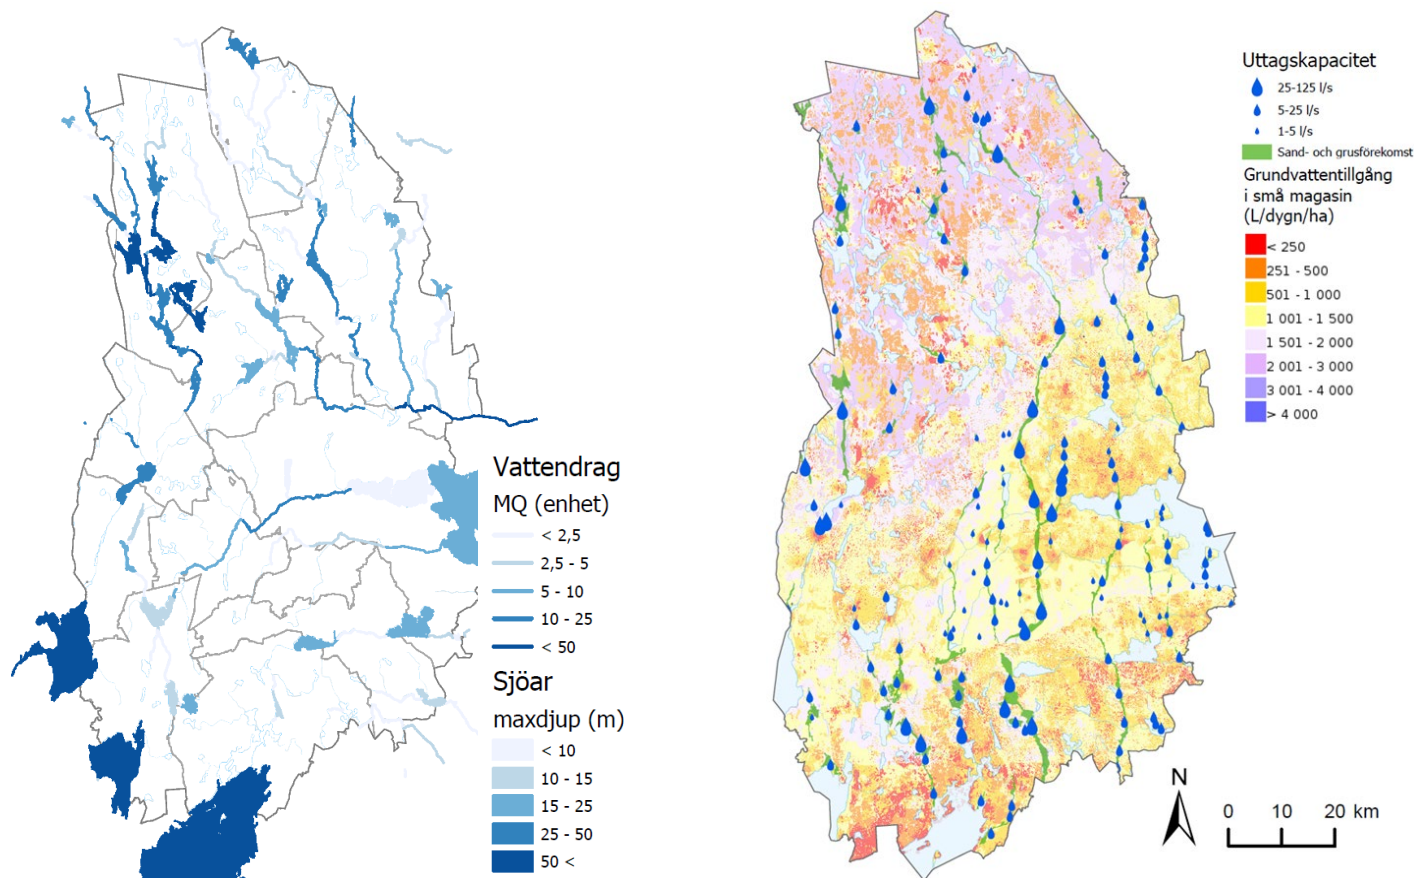 Vattendrag
MQ (enhet)
< 2,5
2,5 - 5
5 - 10
10 - 25
< 50
Sjöar
maxdjup (m)
< 10
10 - 15
15 - 25
25 - 50
50 <
Uttagskapacitet
25-125 l/s
5-25 l/s
1-5 l/s
Sand- och grusförekomst
Grundvattentillgång
i små magasin
(L/dygn/ha)
< 250
251 - 500
501 - 1 000
1 001 - 1 500
1 501 - 2 000
2 001 - 3 000
3 001 - 4 000
> 4 000
N
0 10 20 km